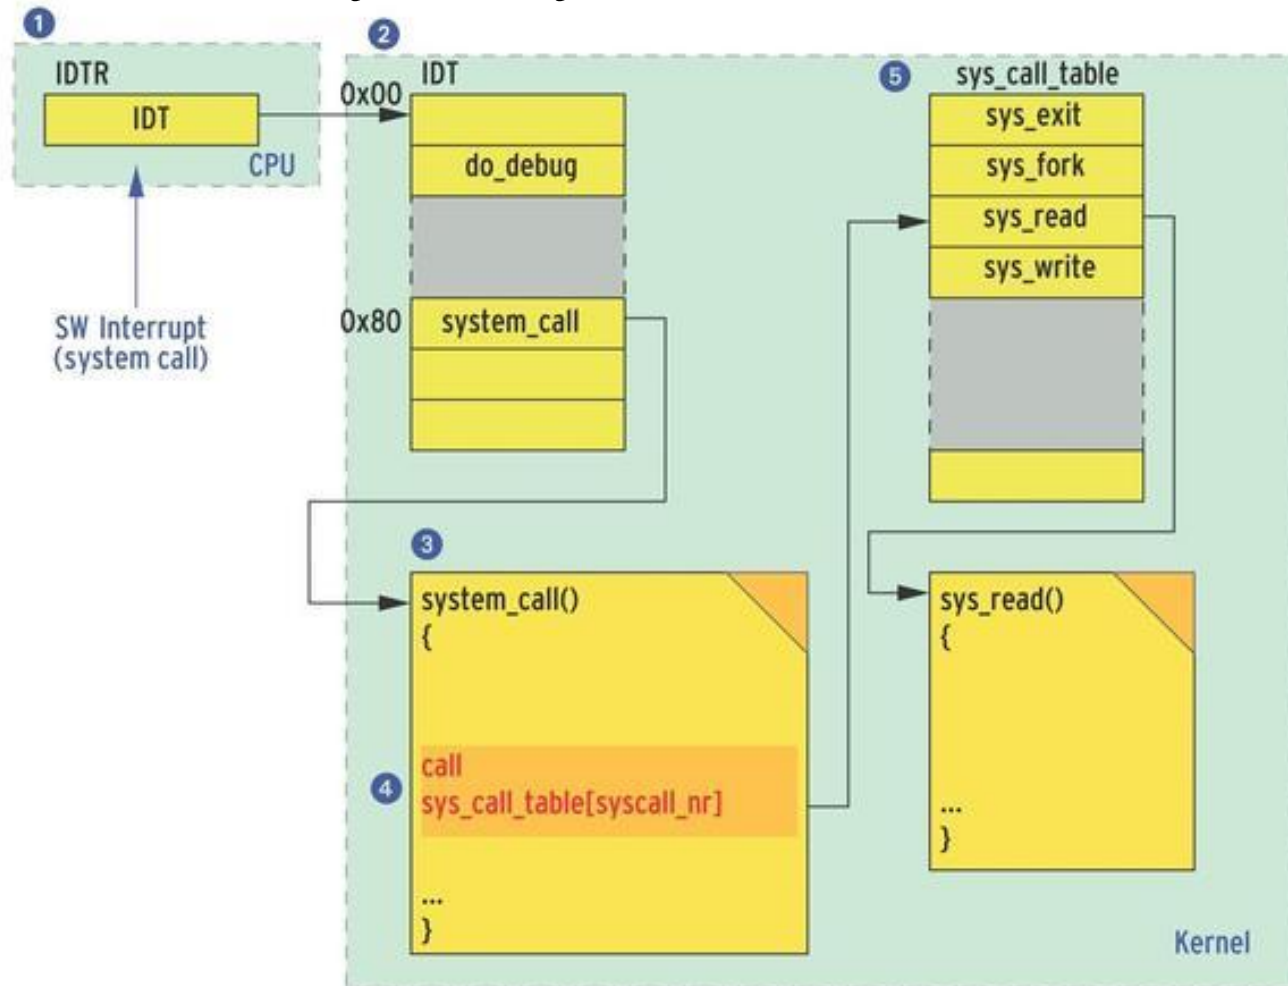 1
IDTR
IDT
CPU
SW Interrupt
(system call)
2
IDT
0x00
do_debug
0x80
system_call
3
system_call()
{
4
call
sys_call_table[syscall_nr]
...
}
5
sys_call_table
sys_exit
sys_fork
sys_read
sys_write
sys_read()
{
...
}
Kernel